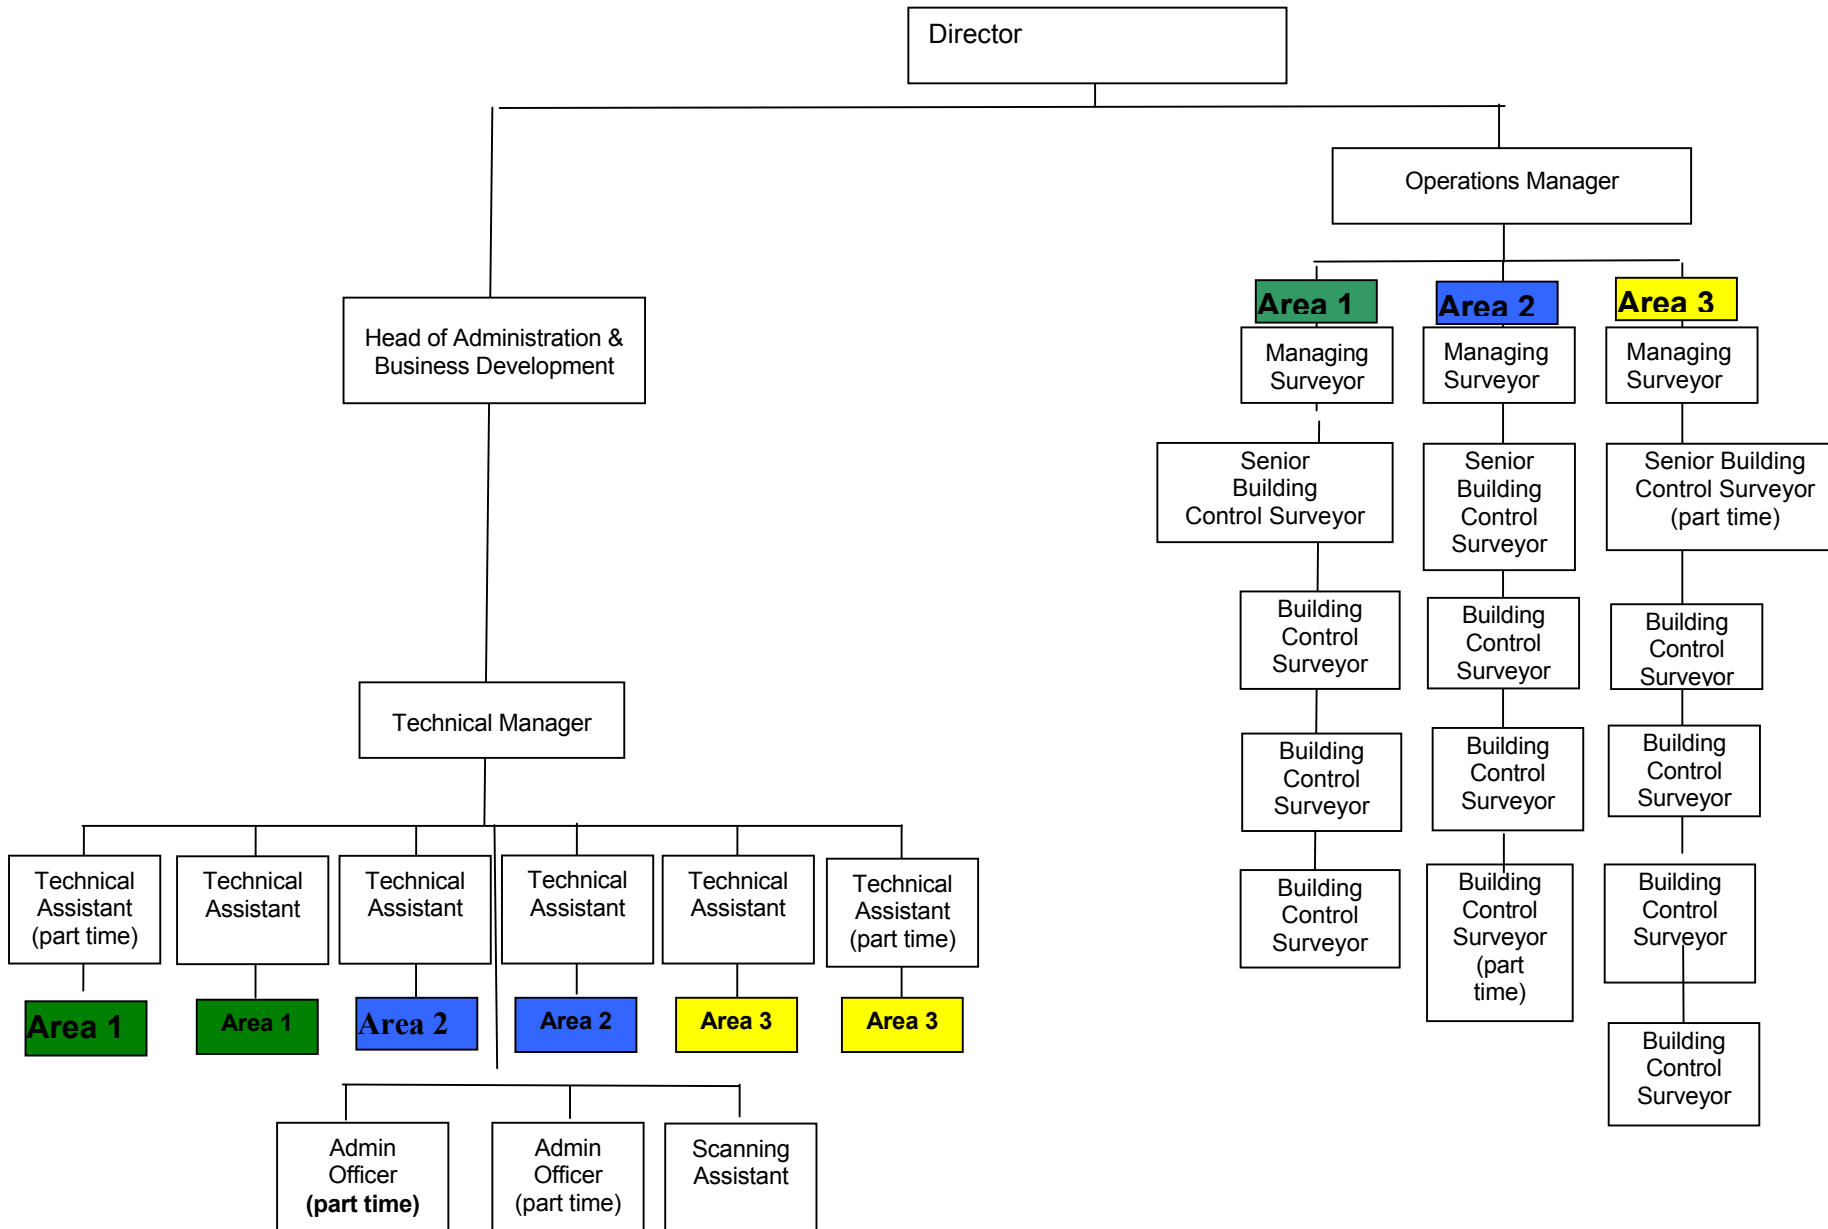 Director
Operations Manager
Area 1
Area 2
Area 3
Head of Administration &
Business Development
Managing
Surveyor
Managing
Surveyor
Managing
Surveyor
Senior
Building
Control Surveyor
Senior
Building
Control
Surveyor
Senior Building
Control Surveyor
(part time)
Building
Control
Surveyor
Building
Control
Surveyor
Building
Control
Surveyor
Technical Manager
Building
Control
Surveyor
Building
Control
Surveyor
Building
Control
Surveyor
Technical
Assistant
(part time)
Technical
Assistant
Technical
Assistant
Technical
Assistant
Technical
Assistant
Technical
Assistant
(part time)
Building
Control
Surveyor
Building
Control
Surveyor
(part
time)
Building
Control
Surveyor
Area 1
Area 1
Area 2
Area 2
Area 3
Area 3
Building
Control
Surveyor
Admin
Officer
(part time)
Admin
Officer
(part time)
Scanning
Assistant